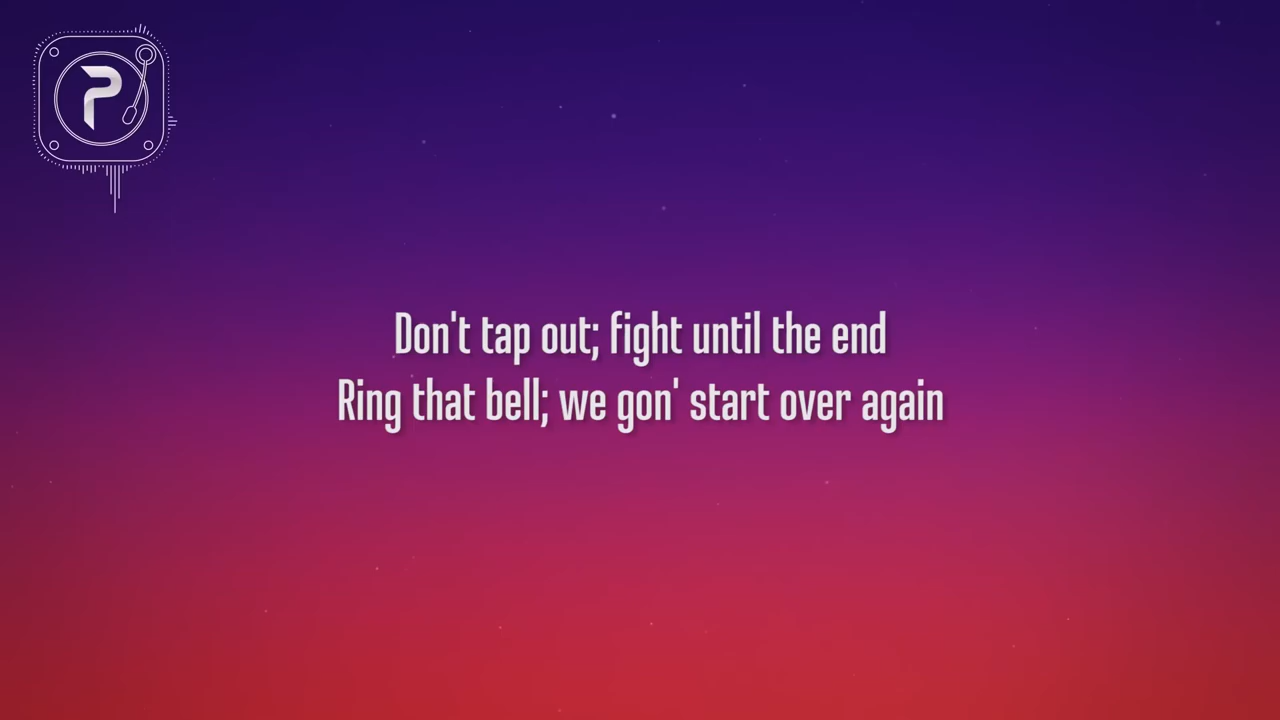 P
Don't tap out; fight until the end
Ring that bell; we gon' start over again